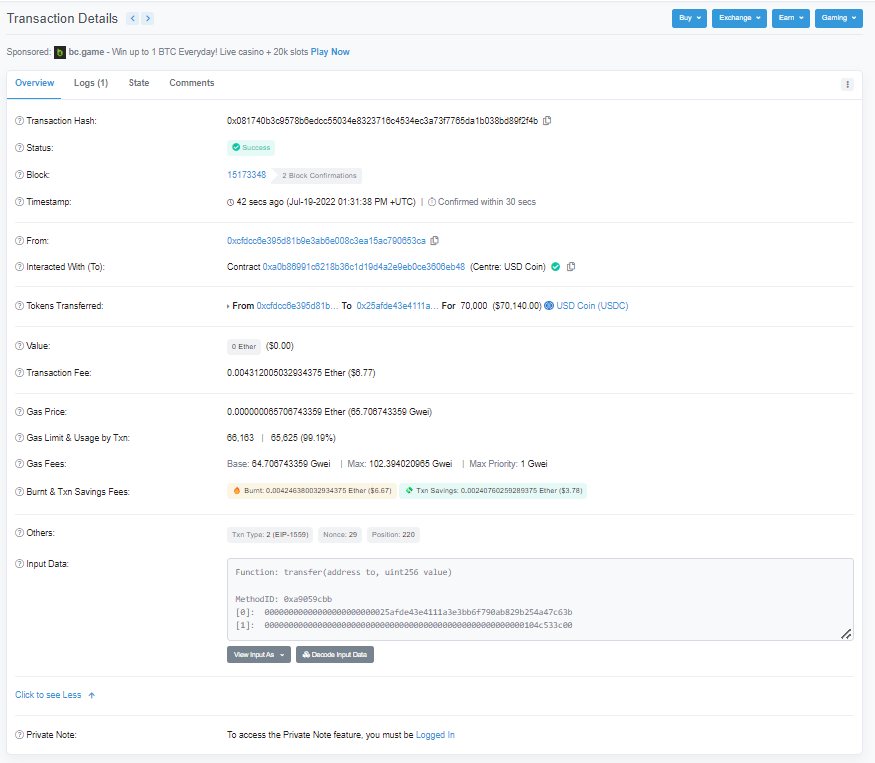 Transaction Details
Buy Exchange Earn Gaming
Sponsored: bc.game - Win up to 1 BTC Everyday! Live casino + 20k slots Play Now
Overview Logs (1) State Comments
Transaction Hash: 0x081740b3c9578b6edcc55034e8323716c4534ec3a73f7765da1b038bd89f2f4b
Status: Success
Block: 15173348 2 Block Confirmations
Timestamp: 42 secs ago (Jul-19-2022 01:31:38 PM +UTC) | Confirmed within 30 secs
From: 0xcfdcc6e395d81b9e3ab6e008c3ea15ac790653ca
Interacted With (To): Contract 0xa0b86991c6218b36c1d19d4a2e9eb0ce3606eb48 (Centre: USD Coin)
Tokens Transferred: From 0xcfdcc6e395d81b... To 0x25afde43e4111a... For 70,000 ($70,140.00) USD Coin (USDC)
Value: 0 Ether ($0.00)
Transaction Fee: 0.004312005032934375 Ether ($6.77)
Gas Price: 0.000000065706743359 Ether (65.706743359 Gwei)
Gas Limit & Usage by Txn: 66,163 | 65,625 (99.19%)
Gas Fees: Base: 64.706743359 Gwei | Max: 102.394020965 Gwei | Max Priority: 1 Gwei
Burnt & Txn Savings Fees: Burnt: 0.004246380032934375 Ether ($6.67) Txn Savings: 0.00240760259289375 Ether ($3.78)
Others: Txn Type: 2 (EIP-1559) Nonce: 29 Position: 220
Input Data: Function: transfer(address to, uint256 value)
MethodID: 0xa9059cbb
[0]: 00000000000000000000000025afde43e4111a3e3bb6f790ab829b254a47c63b
[1]: 000000000000000000000000000000000000000000000000000000104c533c00
View Input As Decode Input Data
Click to see Less
Private Note: To access the Private Note feature, you must be Logged In